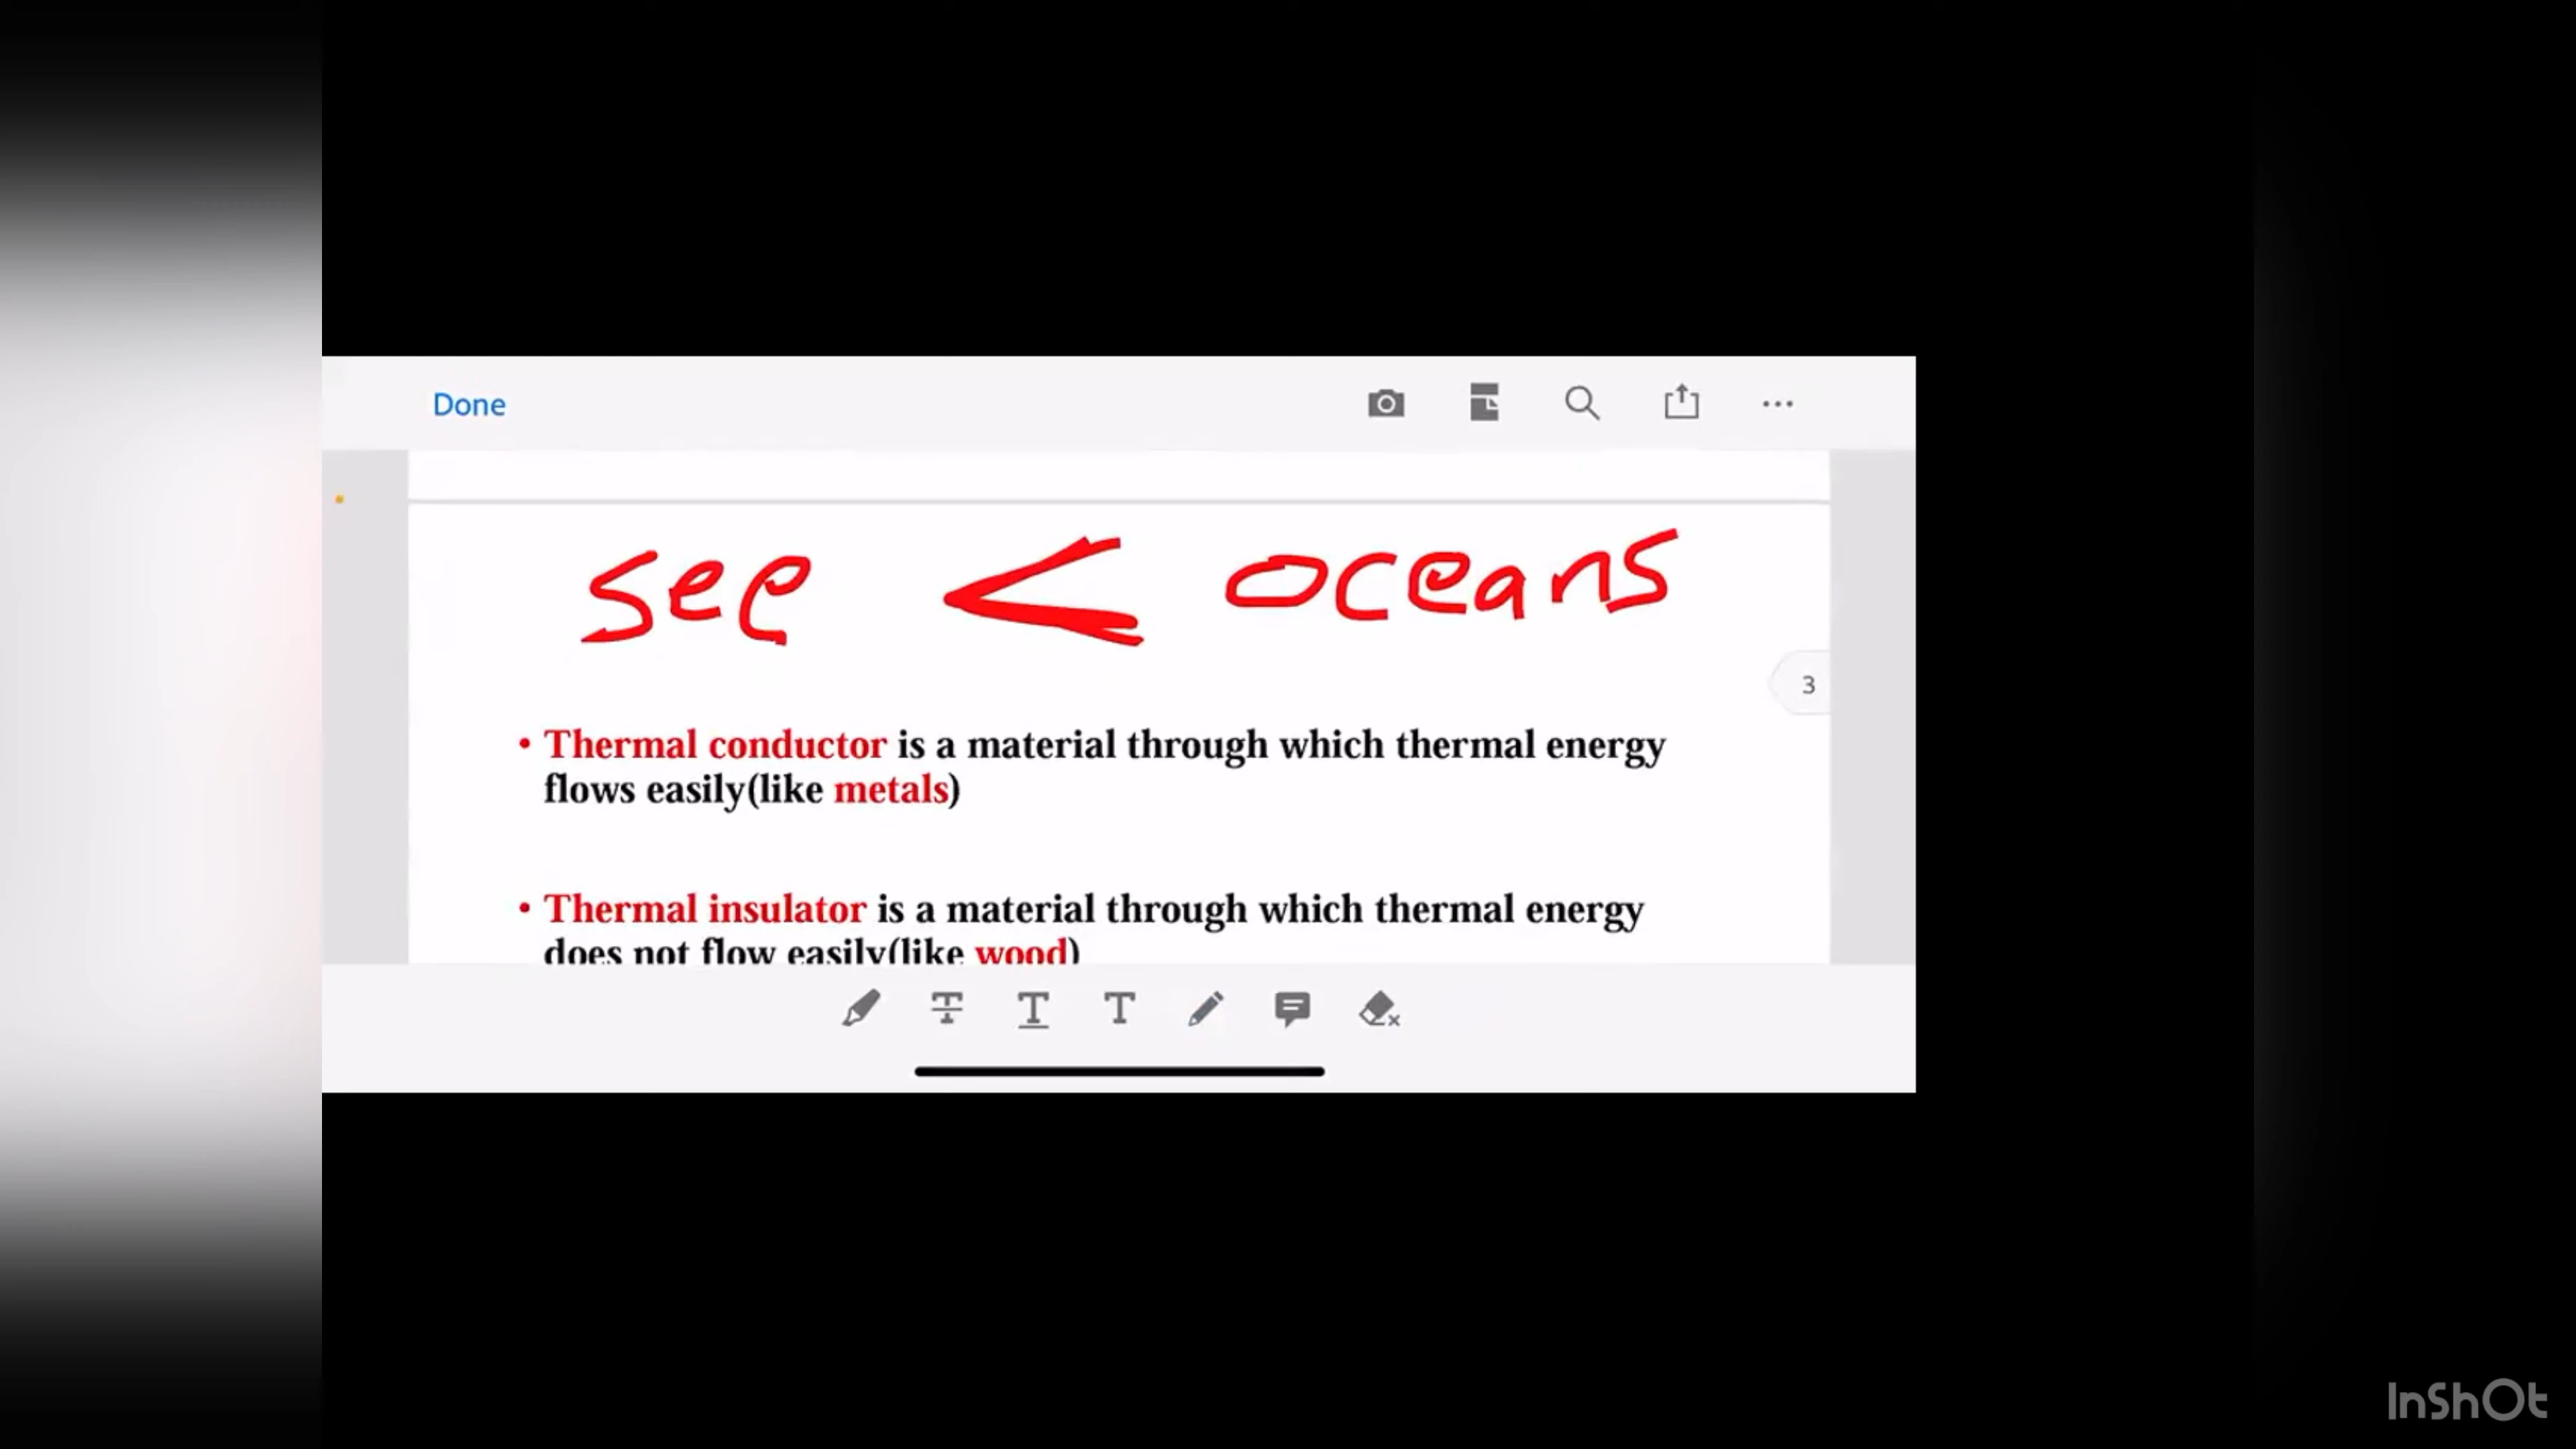 Done
see < oceans
3
• Thermal conductor is a material through which thermal energy
flows easily(like metals)
• Thermal insulator is a material through which thermal energy
does not flow easily(like wood)
InShOt